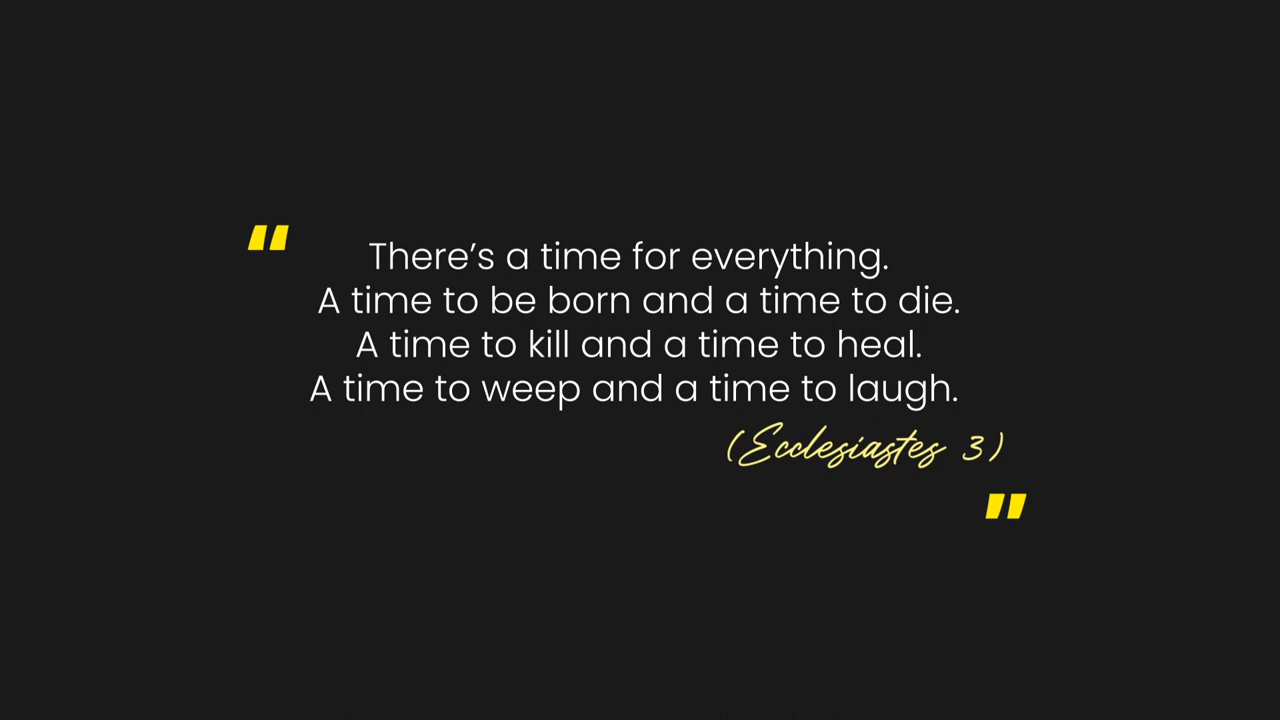 “
There’s a time for everything.
A time to be born and a time to die.
A time to kill and a time to heal.
A time to weep and a time to laugh.
(Ecclesiastes 3)
”